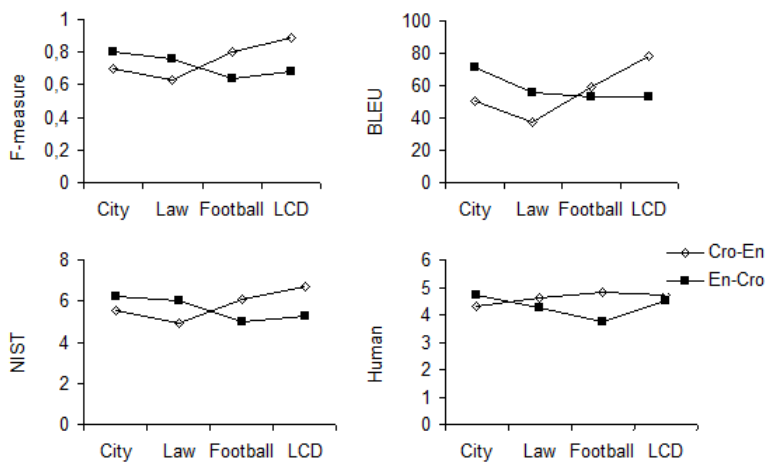 F-measure
1
0,8
0,6
0,4
0,2
0
City Law Football LCD
BLEU
100
80
60
40
20
0
City Law Football LCD
NIST
8
6
4
2
0
City Law Football LCD
Human
6
5
4
3
2
1
0
City Law Football LCD
Cro-En
En-Cro